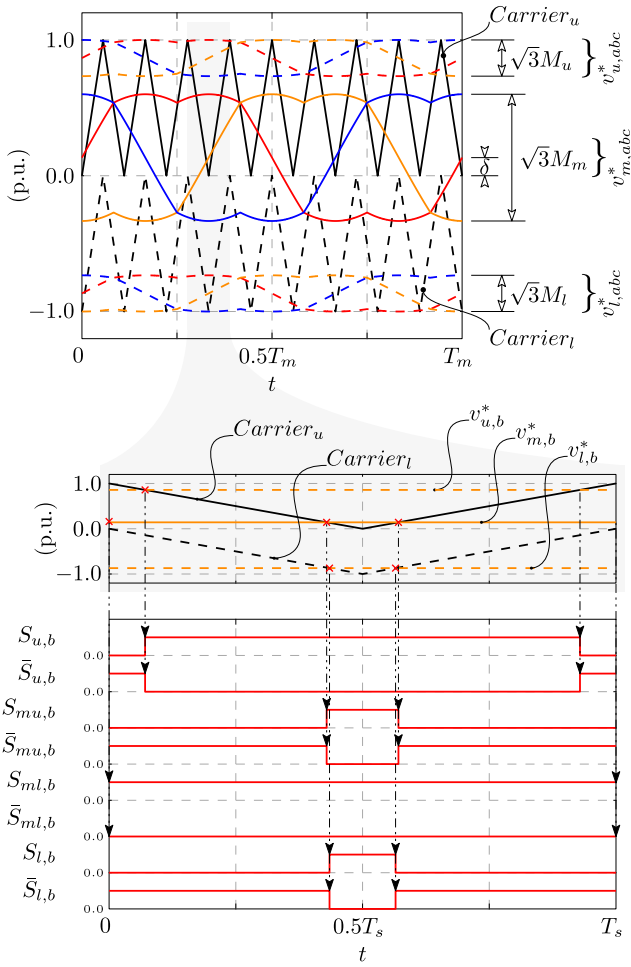 Carrier_u
1.0
√3M_u } v*_{u,abc}
(p.u.)
0.0
δ
√3M_m } v*_{m,abc}
√3M_l } v*_{l,abc}
−1.0
Carrier_l
0 0.5T_m T_m
t
Carrier_u v*_{u,b}
Carrier_l v*_{m,b}
v*_{l,b}
1.0
(p.u.)
0.0
−1.0
S_{u,b}
0.0
S̄_{u,b}
0.0
S_{mu,b}
0.0
S̄_{mu,b}
0.0
S_{ml,b}
0.0
S̄_{ml,b}
0.0
S_{l,b}
0.0
S̄_{l,b}
0.0
0 0.5T_s T_s
t